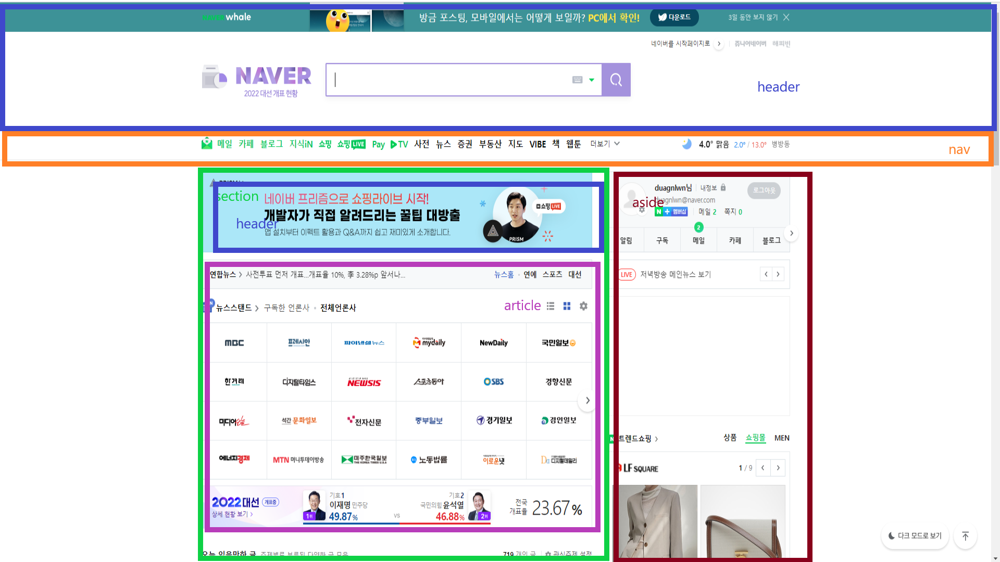 NAVER whale
방금 포스팅, 모바일에서는 어떻게 보일까? PC에서 확인!
다운로드
3일 동안 보지 않기
네이버를 시작페이지로
쥬니어네이버 해피빈
NAVER
2022 대선 개표 현황
header
메일 카페 블로그 지식iN 쇼핑 쇼핑LIVE Pay TV 사전 뉴스 증권 부동산 지도 VIBE 책 웹툰 더보기
4.0° 맑음 2.0° / 13.0° 병방동
nav
section
네이버 프리즘으로 쇼핑라이브 시작!
개발자가 직접 알려드리는 꿀팁 대방출
header
앱 설치부터 이펙트 활용과 Q&A까지 쉽고 재미있게 소개합니다.
N쇼핑LIVE
PRISM
duagnlwn님 내정보
로그아웃
duagnlwn@naver.com
aside
N + 멤버십 메일 2 쪽지 0
2
알림 구독 메일 카페 블로그
연합뉴스 > 사전투표 먼저 개표...개표율 10%, 李 3.28%p 앞서나...
뉴스홈 연예 스포츠 대선
LIVE 저녁방송 메인뉴스 보기
뉴스스탠드 > 구독한 언론사 전체언론사
article
MBC 프레시안 파이낸셜뉴스 마이데일리 mydaily NewDaily 국민일보
한겨레 디지털타임스 NEWSIS 스포츠동아 SBS 경향신문
미디어오늘 석간 문화일보 전자신문 중부일보 경기일보 경인일보
에너지경제 MTN 머니투데이방송 미주한국일보 THE KOREA TIMES U.S.A 노동법률 이로운넷 디지털데일리
트렌드쇼핑 >
상품 쇼핑몰 MEN
LF SQUARE
1 / 9
2022 대선 개표중
상세 현황 보기 >
기호1
이재명 민주당
49.87%
1위
VS
기호2
국민의힘 윤석열
46.88%
2위
전국
개표율
23.67%
오늘 읽을만한 글 주제별로 분류된 다양한 글 모음
719 개의 글 관심주제 설정
다크 모드로 보기